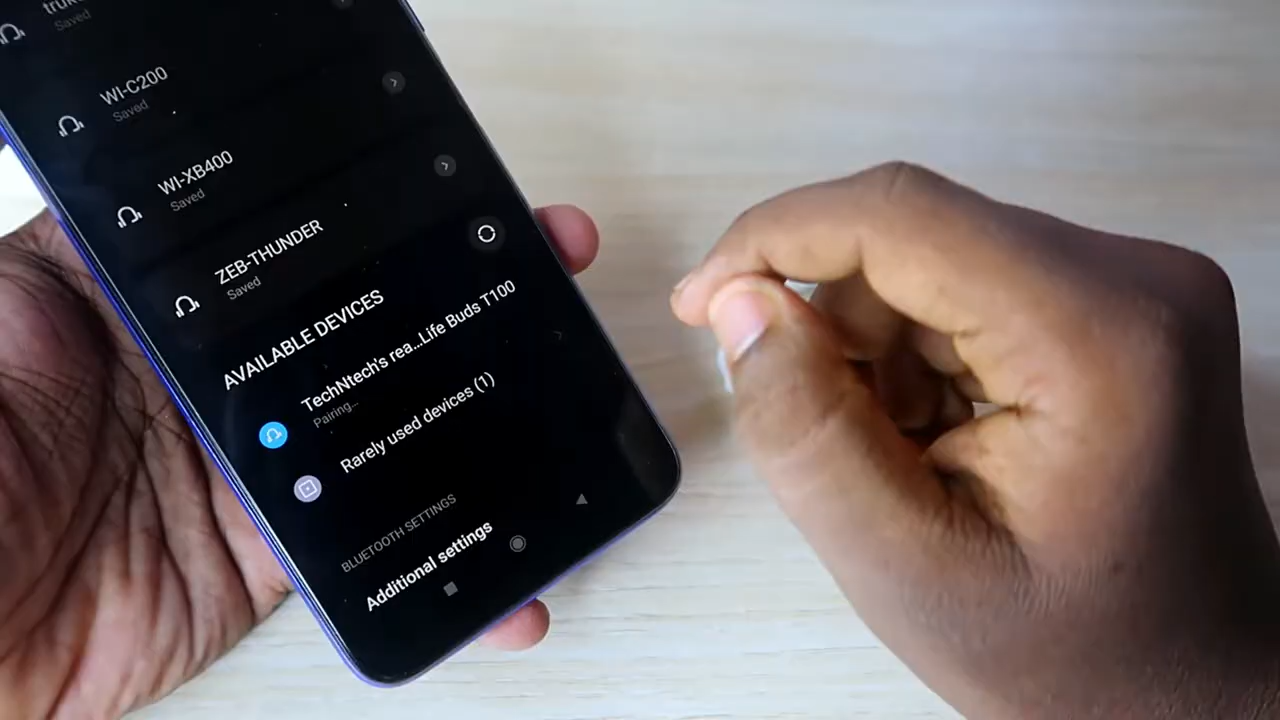 Saved
WI-C200
Saved
WI-XB400
Saved
ZEB-THUNDER
Saved
AVAILABLE DEVICES
TechNtech's rea...Life Buds T100
Pairing...
Rarely used devices (1)
BLUETOOTH SETTINGS
Additional settings